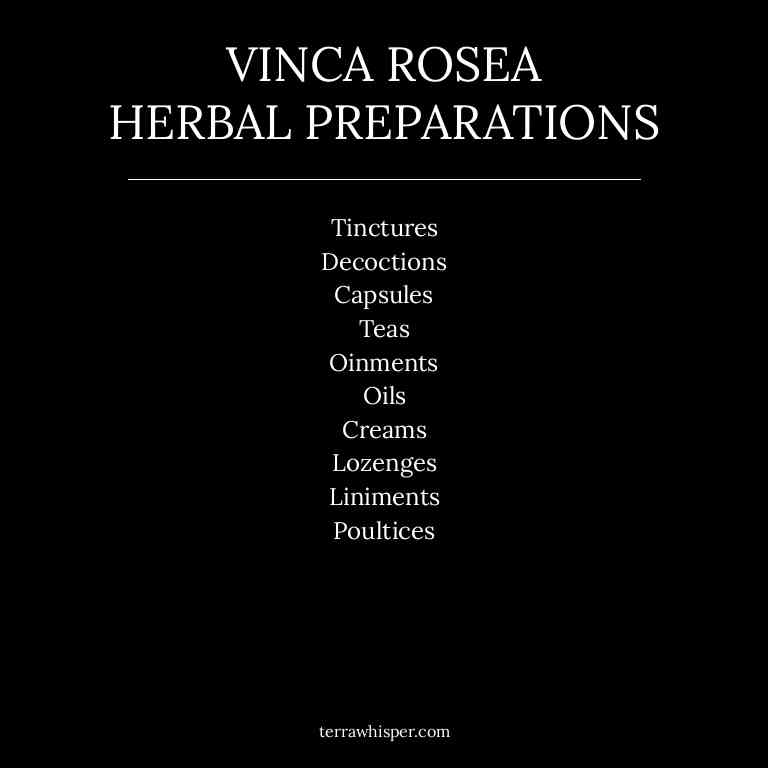 VINCA ROSEA
HERBAL PREPARATIONS
Tinctures
Decoctions
Capsules
Teas
Oinments
Oils
Creams
Lozenges
Liniments
Poultices
terrawhisper.com